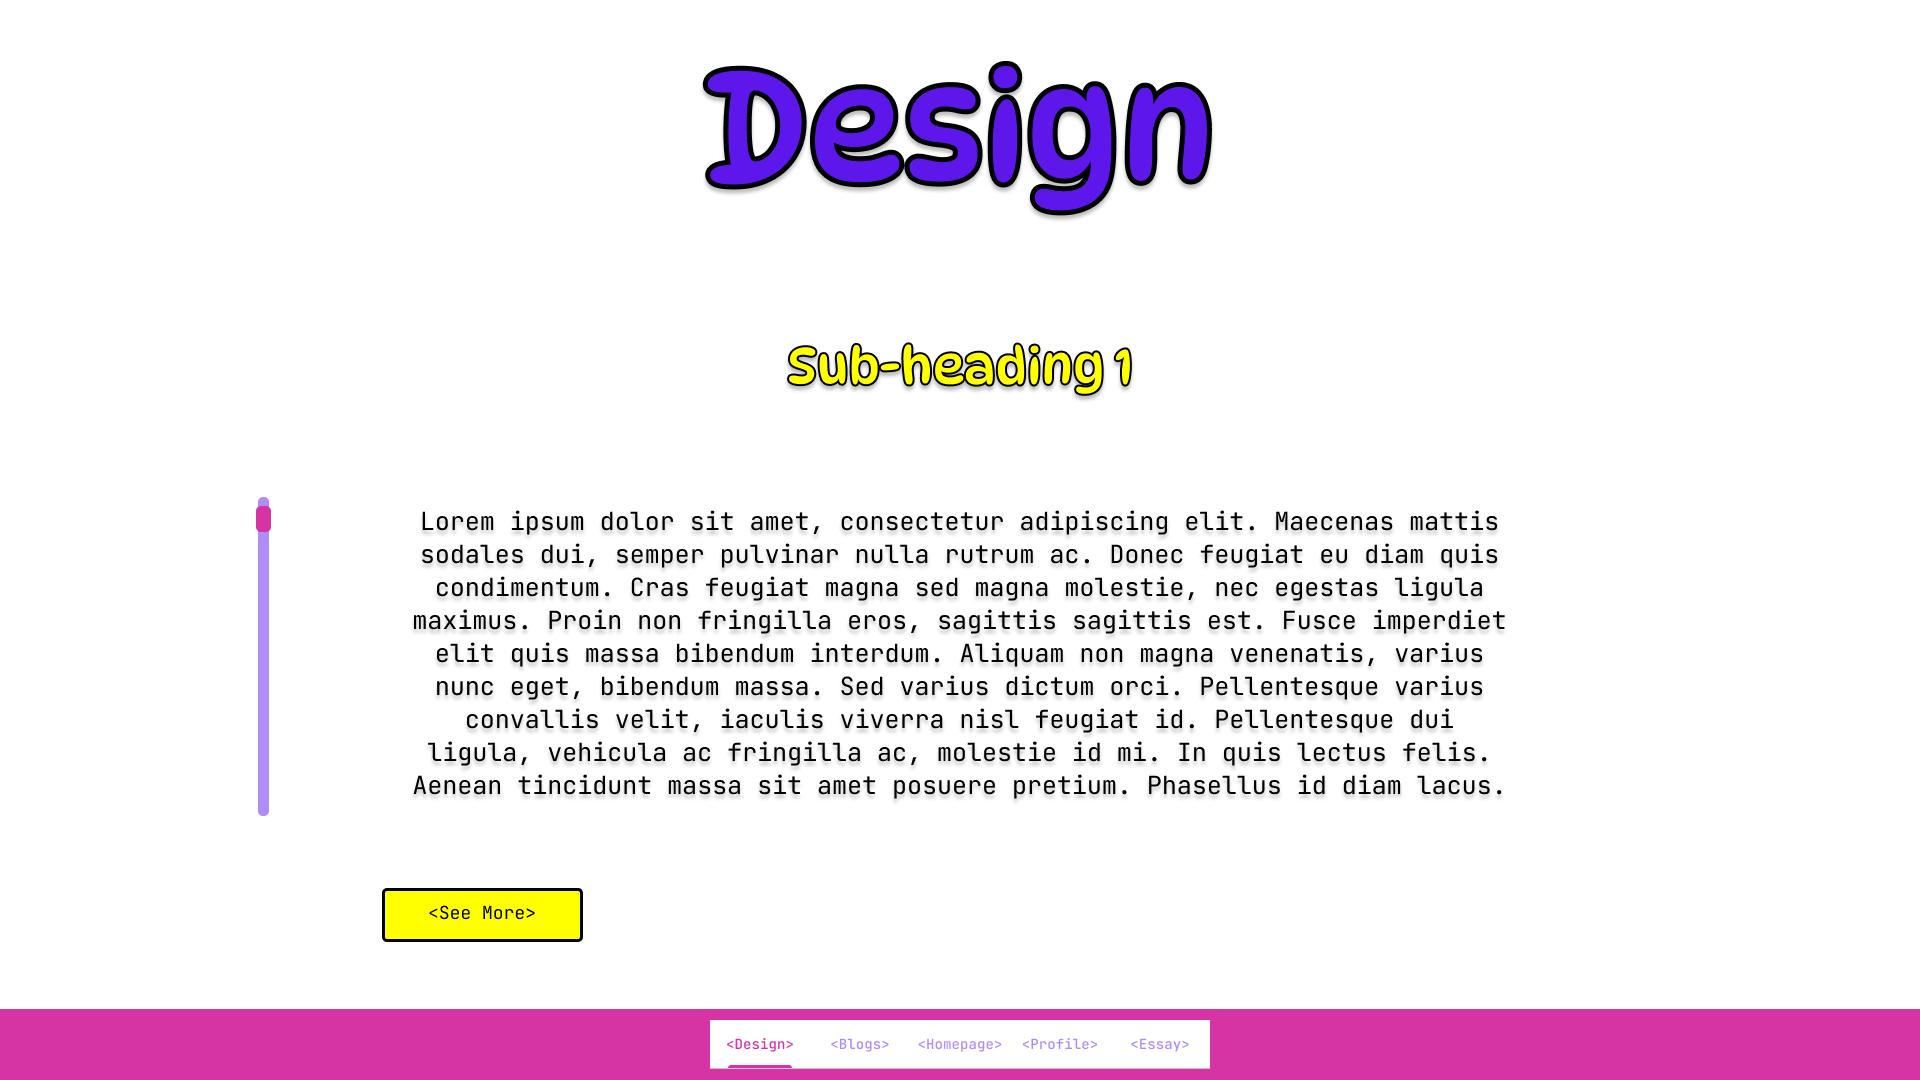 Design
Sub-heading 1
Lorem ipsum dolor sit amet, consectetur adipiscing elit. Maecenas mattis
sodales dui, semper pulvinar nulla rutrum ac. Donec feugiat eu diam quis
condimentum. Cras feugiat magna sed magna molestie, nec egestas ligula
maximus. Proin non fringilla eros, sagittis sagittis est. Fusce imperdiet
elit quis massa bibendum interdum. Aliquam non magna venenatis, varius
nunc eget, bibendum massa. Sed varius dictum orci. Pellentesque varius
convallis velit, iaculis viverra nisl feugiat id. Pellentesque dui
ligula, vehicula ac fringilla ac, molestie id mi. In quis lectus felis.
Aenean tincidunt massa sit amet posuere pretium. Phasellus id diam lacus.
<See More>
<Design> <Blogs> <Homepage> <Profile> <Essay>